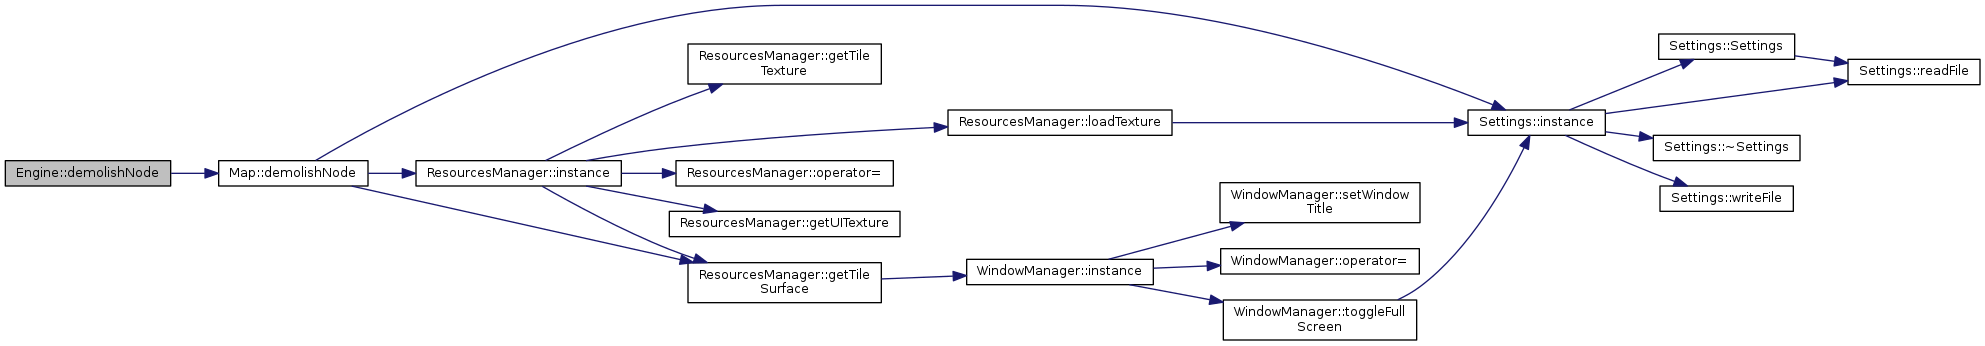 Engine::demolishNode
Map::demolishNode
ResourcesManager::instance
ResourcesManager::getTile
Texture
ResourcesManager::loadTexture
ResourcesManager::operator=
ResourcesManager::getUITexture
ResourcesManager::getTile
Surface
WindowManager::instance
WindowManager::setWindow
Title
WindowManager::operator=
WindowManager::toggleFull
Screen
Settings::instance
Settings::Settings
Settings::readFile
Settings::~Settings
Settings::writeFile